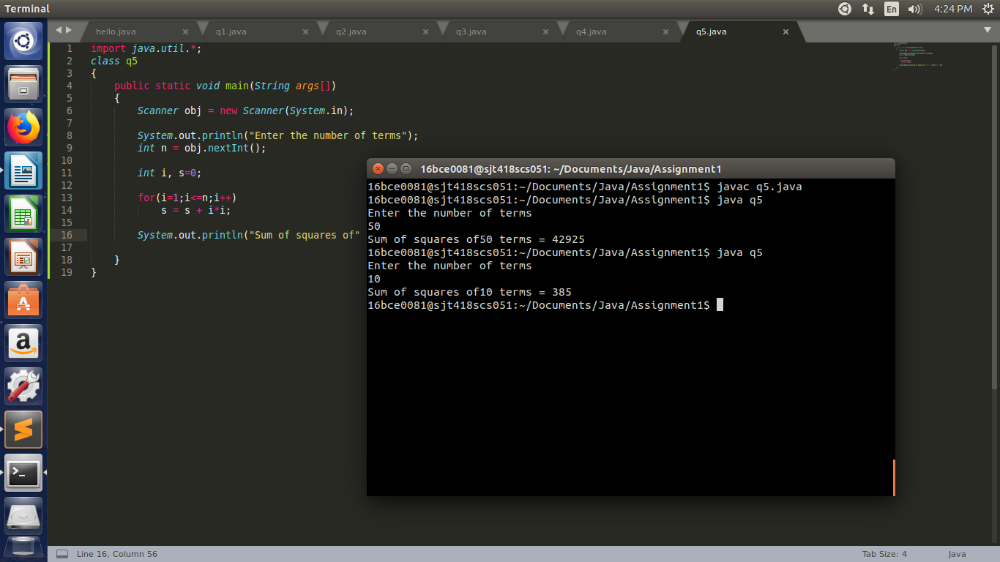 Terminal
En
4:24 PM
hello.java
q1.java
q2.java
q3.java
q4.java
q5.java
1 import java.util.*;
2 class q5
3 {
4 public static void main(String args[])
5 {
6 Scanner obj = new Scanner(System.in);
7
8 System.out.println("Enter the number of terms");
9 int n = obj.nextInt();
10
11 int i, s=0;
12
13 for(i=1;i<=n;i++)
14 s = s + i*i;
15
16 System.out.println("Sum of squares of"
17
18 }
19 }
16bce0081@sjt418scs051: ~/Documents/Java/Assignment1
16bce0081@sjt418scs051:~/Documents/Java/Assignment1$ javac q5.java
16bce0081@sjt418scs051:~/Documents/Java/Assignment1$ java q5
Enter the number of terms
50
Sum of squares of50 terms = 42925
16bce0081@sjt418scs051:~/Documents/Java/Assignment1$ java q5
Enter the number of terms
10
Sum of squares of10 terms = 385
16bce0081@sjt418scs051:~/Documents/Java/Assignment1$
Line 16, Column 56
Tab Size: 4
Java